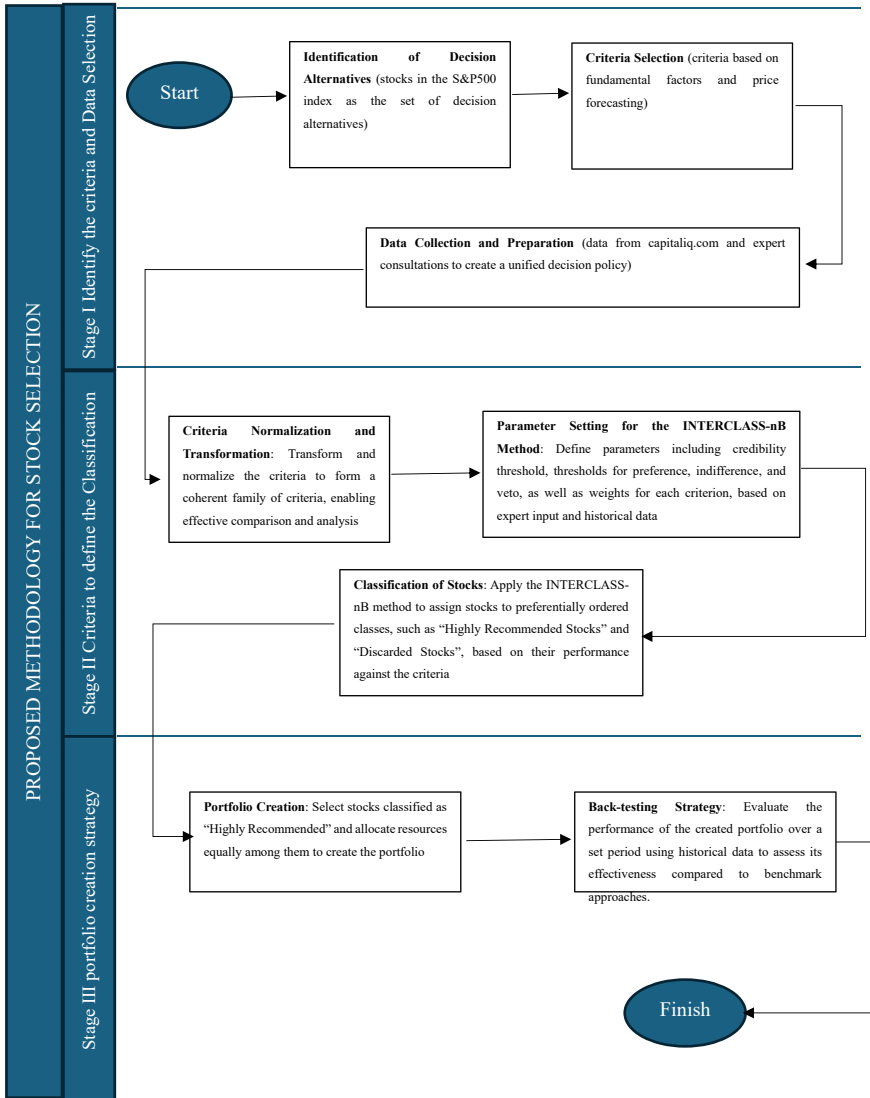 PROPOSED METHODOLOGY FOR STOCK SELECTION
Stage I Identify the criteria and Data Selection
Start
Identification of Decision
Alternatives (stocks in the S&P500
index as the set of decision
alternatives)
Criteria Selection (criteria based on
fundamental factors and price
forecasting)
Data Collection and Preparation (data from capitaliq.com and expert
consultations to create a unified decision policy)
Stage II Criteria to define the Classification
Criteria Normalization and
Transformation: Transform and
normalize the criteria to form a
coherent family of criteria, enabling
effective comparison and analysis
Parameter Setting for the INTERCLASS-nB
Method: Define parameters including credibility
threshold, thresholds for preference, indifference, and
veto, as well as weights for each criterion, based on
expert input and historical data
Classification of Stocks: Apply the INTERCLASS-
nB method to assign stocks to preferentially ordered
classes, such as “Highly Recommended Stocks” and
“Discarded Stocks”, based on their performance
against the criteria
Stage III portfolio creation strategy
Portfolio Creation: Select stocks classified as
“Highly Recommended” and allocate resources
equally among them to create the portfolio
Back-testing Strategy: Evaluate the
performance of the created portfolio over a
set period using historical data to assess its
effectiveness compared to benchmark
approaches.
Finish